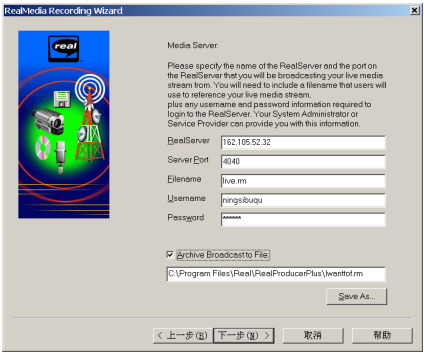 RealMedia Recording Wizard
real
Media Server:
Please specify the name of the RealServer and the port on
the RealServer that you will be broadcasting your live media
stream from. You will need to include a filename that users will
use to reference your live media stream.
plus any username and password information required to
login to the RealServer. Your System Administrator or
Service Provider can provide you with this information.
RealServer 162.105.52.32
Server Port 4040
Filename live.rm
Username ningsibuqu
Password ******
Archive Broadcast to File:
C:\Program Files\Real\RealProducerPlus\Iwanttof.rm
Save As...
< 上一步(B) 下一步(N) > 取消 帮助